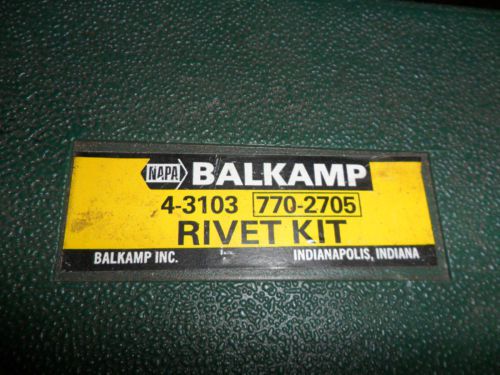 NAPA BALKAMP
4-3103 770-2705
RIVET KIT
BALKAMP INC. INDIANAPOLIS, INDIANA